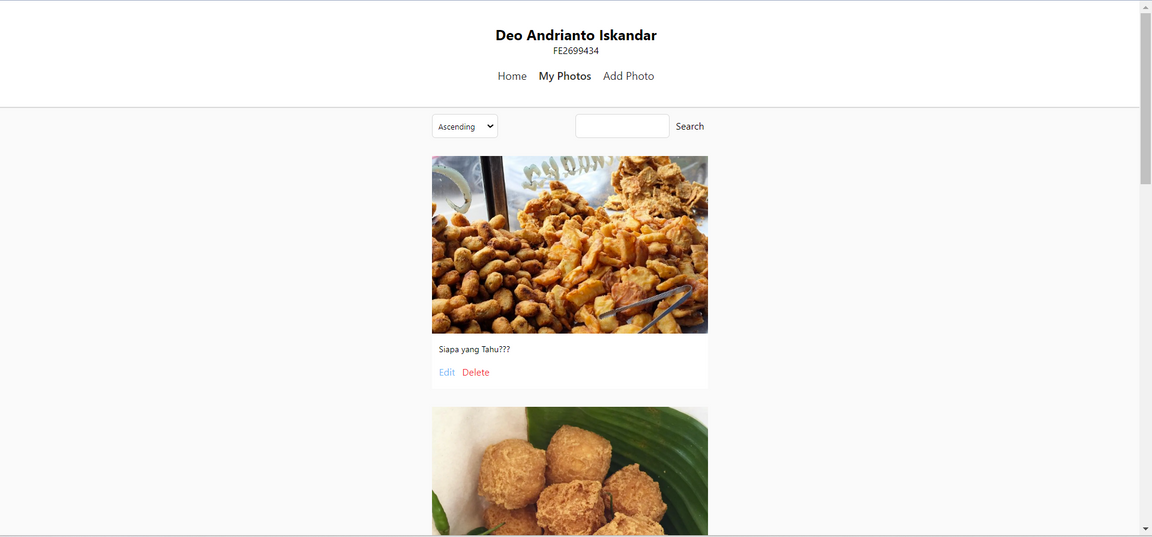 Deo Andrianto Iskandar
FE2699434
Home My Photos Add Photo
Ascending Search
Siapa yang Tahu???
Edit Delete